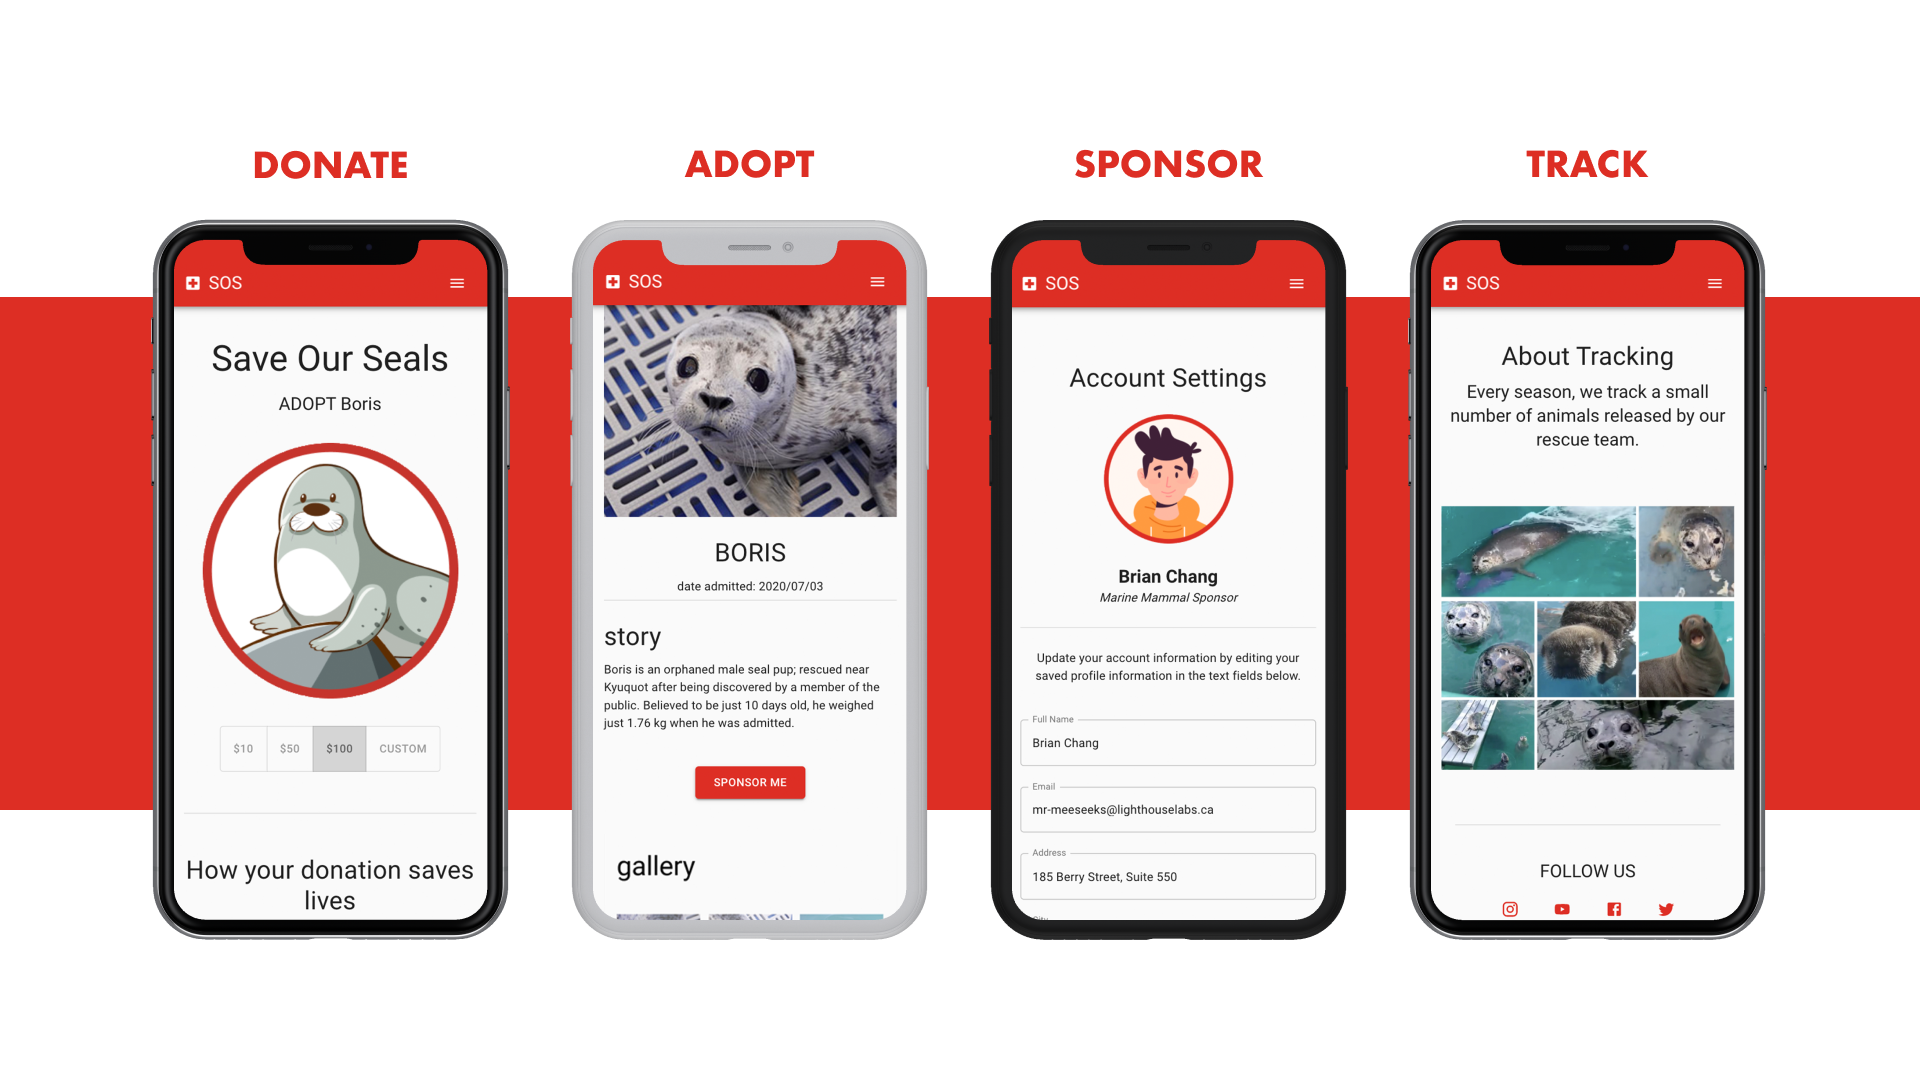 DONATE
SOS
Save Our Seals
ADOPT Boris
$10 $50 $100 CUSTOM
How your donation saves
lives
ADOPT
SOS
BORIS
date admitted: 2020/07/03
story
Boris is an orphaned male seal pup; rescued near
Kyuquot after being discovered by a member of the
public. Believed to be just 10 days old, he weighed
just 1.76 kg when he was admitted.
SPONSOR ME
gallery
SPONSOR
SOS
Account Settings
Brian Chang
Marine Mammal Sponsor
Update your account information by editing your
saved profile information in the text fields below.
Full Name
Brian Chang
Email
mr-meeseeks@lighthouselabs.ca
Address
185 Berry Street, Suite 550
City
TRACK
SOS
About Tracking
Every season, we track a small
number of animals released by our
rescue team.
FOLLOW US